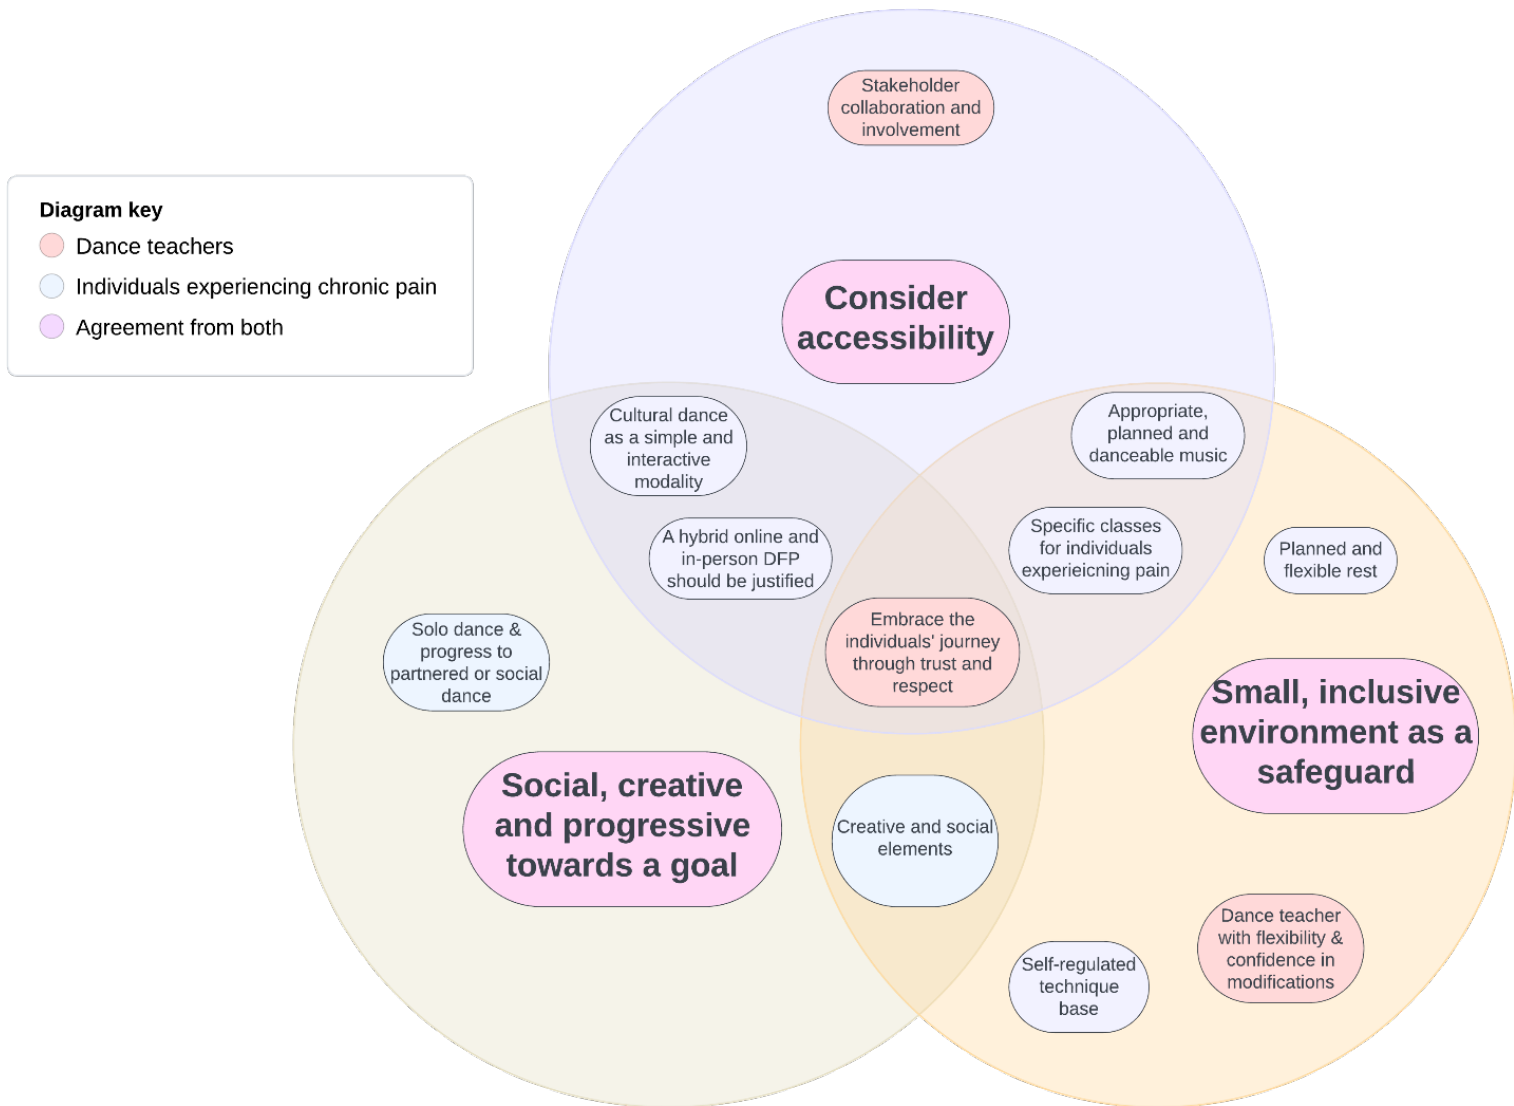 Stakeholder
collaboration and
involvement
Diagram key
Dance teachers
Individuals experiencing chronic pain
Agreement from both
Consider
accessibility
Cultural dance
as a simple and
interactive
modality
Appropriate,
planned and
danceable music
A hybrid online and
in-person DFP
should be justified
Specific classes
for individuals
experieicning pain
Planned and
flexible rest
Solo dance &
progress to
partnered or social
dance
Embrace the
individuals' journey
through trust and
respect
Small, inclusive
environment as a
safeguard
Social, creative
and progressive
towards a goal
Creative and social
elements
Dance teacher
with flexibility &
confidence in
modifications
Self-regulated
technique
base